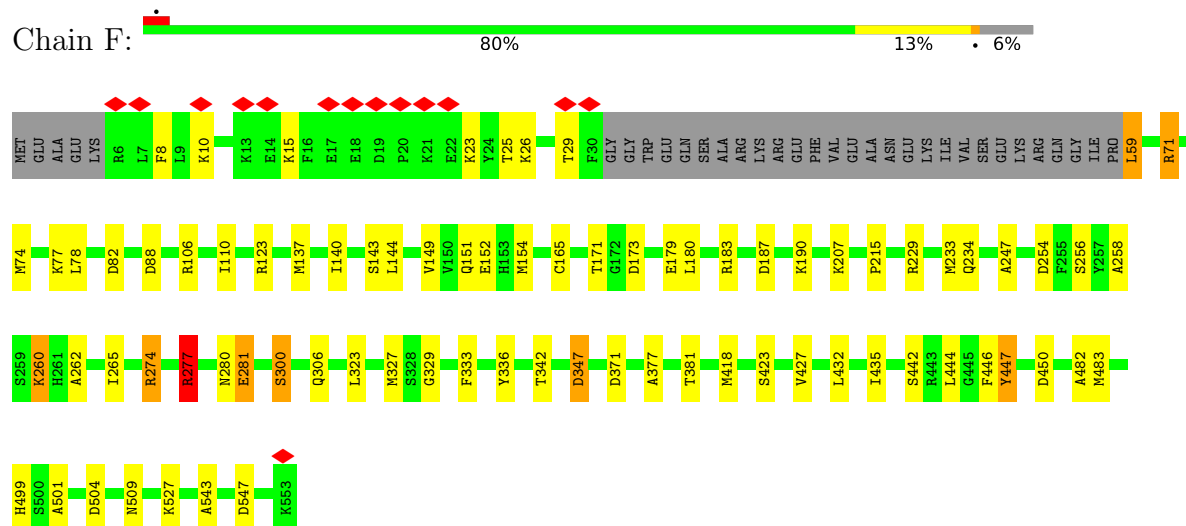 Chain F:
•
80% 13% • 6%
MET GLU ALA GLU LYS R6 L7 F8 L9 K10 K13 E14 K15 F16 E17 E18 D19 P20 K21 E22 K23 Y24 T25 K26 T29 F30 GLY GLY TRP GLU GLN SER ALA ARG LYS ARG GLU PHE VAL GLU ALA ASN GLU LYS ILE VAL SER GLU LYS ARG GLN GLY ILE PRO L59 R71
M74 K77 L78 D82 D88 R106 I110 R123 M137 I140 S143 L144 V149 V150 Q151 E152 H153 M154 C165 T171 G172 D173 E179 L180 R183 D187 K190 K207 P215 R229 M233 Q234 A247 D254 F255 S256 Y257 A258
S259 K260 H261 A262 I265 R274 R277 N280 E281 S300 Q306 L323 M327 S328 G329 F333 Y336 T342 D347 D371 A377 T381 M418 S423 V427 L432 I435 S442 R443 L444 G445 F446 Y447 D450 A482 M483
H499 S500 A501 D504 N509 K527 A543 D547 K553